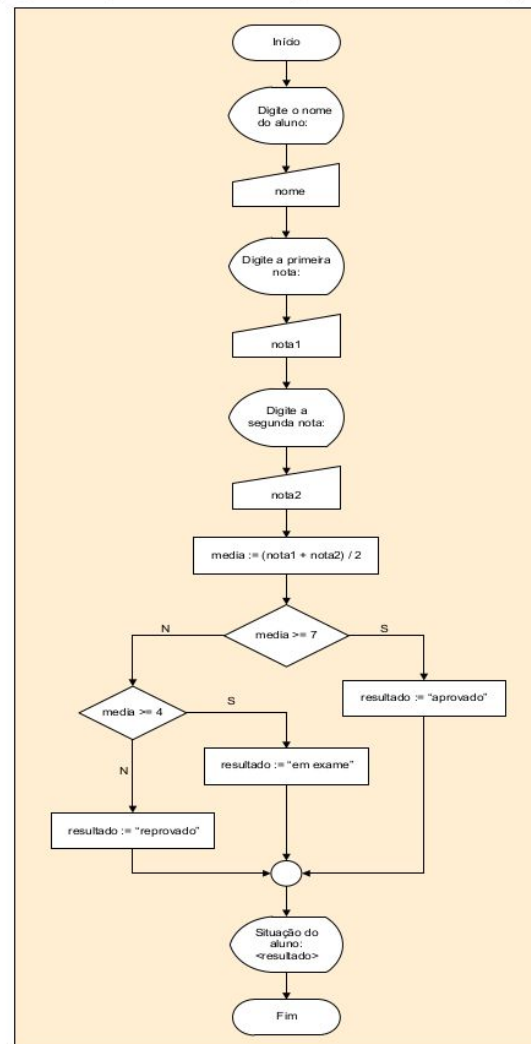 Início
Digite o nome
do aluno:
nome
Digite a primeira
nota:
nota1
Digite a
segunda nota:
nota2
media := (nota1 + nota2) / 2
media >= 7
N
S
media >= 4
S
N
resultado := “aprovado”
resultado := “em exame”
resultado := “reprovado”
Situação do
aluno:
<resultado>
Fim